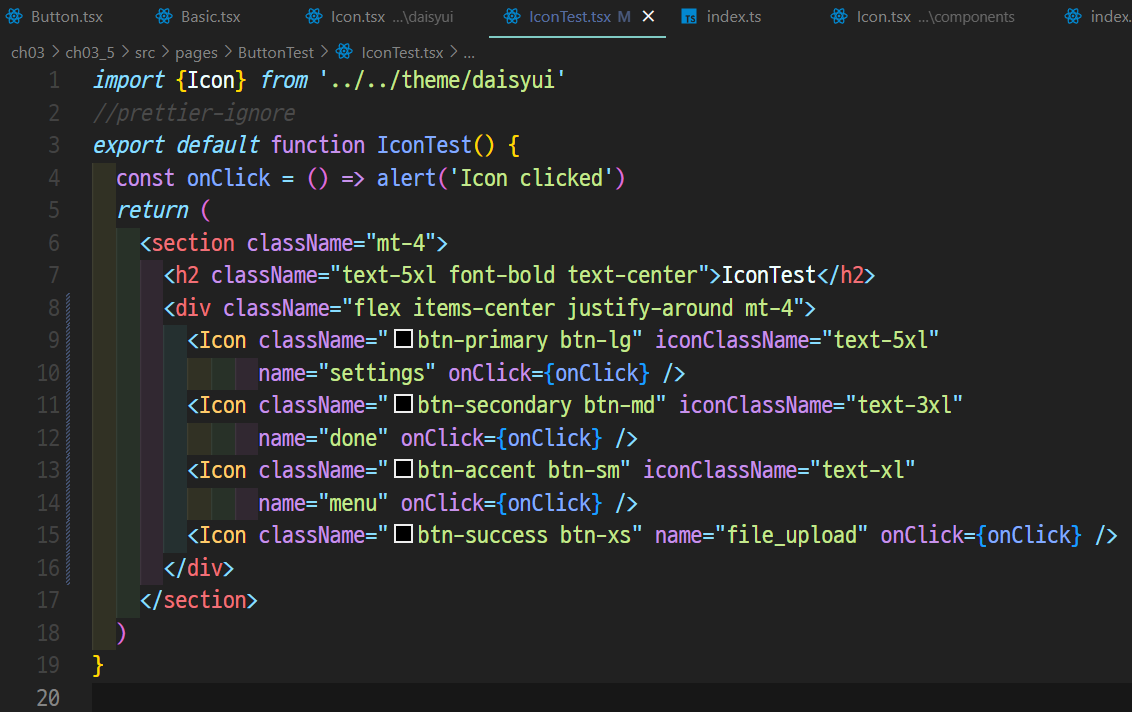 Button.tsx Basic.tsx Icon.tsx ...\daisyui IconTest.tsx M index.ts Icon.tsx ...\components index.
ch03 > ch03_5 > src > pages > ButtonTest > IconTest.tsx > ...
1 import {Icon} from '../../theme/daisyui'
2 //prettier-ignore
3 export default function IconTest() {
4 const onClick = () => alert('Icon clicked')
5 return (
6 <section className="mt-4">
7 <h2 className="text-5xl font-bold text-center">IconTest</h2>
8 <div className="flex items-center justify-around mt-4">
9 <Icon className="btn-primary btn-lg" iconClassName="text-5xl"
10 name="settings" onClick={onClick} />
11 <Icon className="btn-secondary btn-md" iconClassName="text-3xl"
12 name="done" onClick={onClick} />
13 <Icon className="btn-accent btn-sm" iconClassName="text-xl"
14 name="menu" onClick={onClick} />
15 <Icon className="btn-success btn-xs" name="file_upload" onClick={onClick} />
16 </div>
17 </section>
18 )
19 }
20